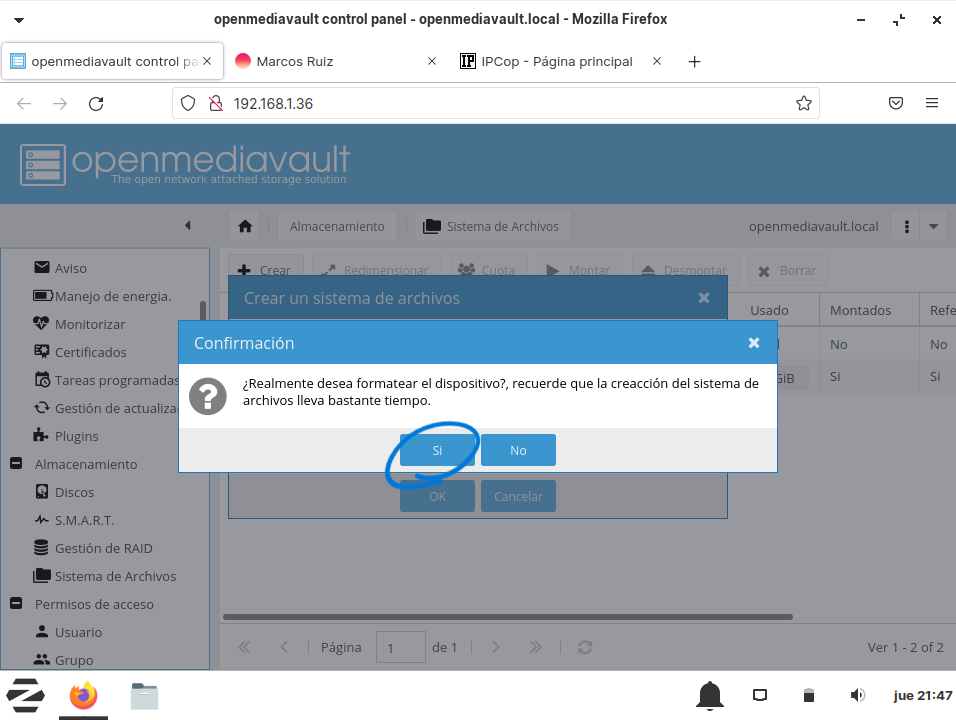 openmediavault control panel - openmediavault.local - Mozilla Firefox
openmediavault control pa
Marcos Ruiz
IPCop - Página principal
192.168.1.36
openmediavault
The open network attached storage solution
Almacenamiento
Sistema de Archivos
openmediavault.local
Aviso
Manejo de energia.
Monitorizar
Certificados
Tareas programadas
Gestión de actualiza
Plugins
Almacenamiento
Discos
S.M.A.R.T.
Gestión de RAID
Sistema de Archivos
Permisos de acceso
Usuario
Grupo
Crear
Redimensionar
Cuota
Montar
Desmontar
Borrar
Usado
Montados
Refe
No
No
GiB
Si
Si
Crear un sistema de archivos
Confirmación
¿Realmente desea formatear el dispositivo?, recuerde que la creacción del sistema de
archivos lleva bastante tiempo.
Si
No
OK
Cancelar
Página
1
de 1
Ver 1 - 2 of 2
jue 21:47